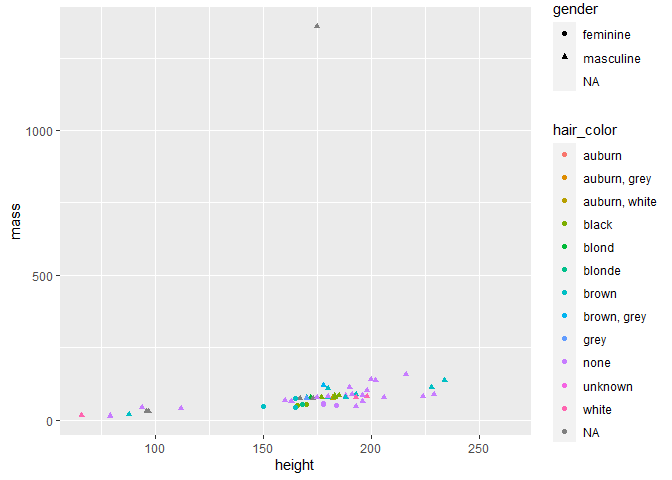 gender
feminine
masculine
NA
hair_color
auburn
auburn, grey
auburn, white
black
blond
blonde
brown
brown, grey
grey
none
unknown
white
NA
mass
1000
500
0
100
150
200
250
height